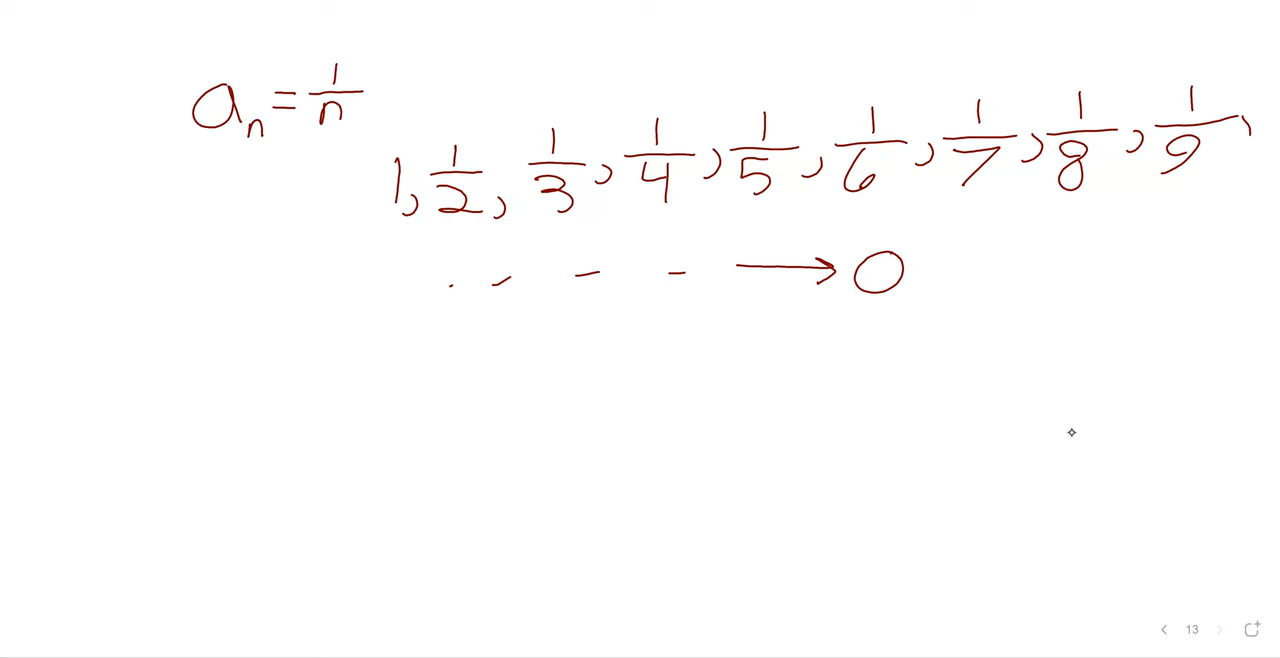 aₙ = 1/n
1, 1/2, 1/3, 1/4, 1/5, 1/6, 1/7, 1/8, 1/9,
. - - - → 0
13